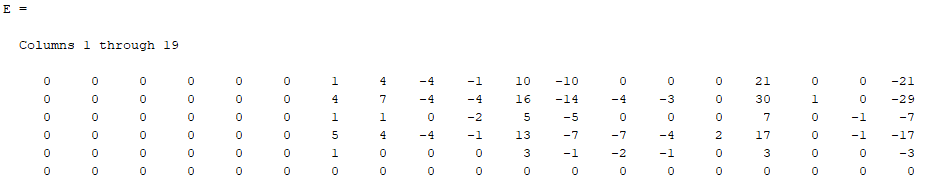 E =
Columns 1 through 19
0 0 0 0 0 0 1 4 -4 -1 10 -10 0 0 0 21 0 0 -21
0 0 0 0 0 0 4 7 -4 -4 16 -14 -4 -3 0 30 1 0 -29
0 0 0 0 0 0 1 1 0 -2 5 -5 0 0 0 7 0 -1 -7
0 0 0 0 0 0 5 4 -4 -1 13 -7 -7 -4 2 17 0 -1 -17
0 0 0 0 0 0 1 0 0 0 3 -1 -2 -1 0 3 0 0 -3
0 0 0 0 0 0 0 0 0 0 0 0 0 0 0 0 0 0 0